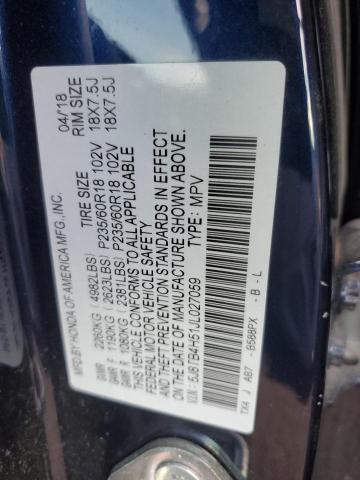 MFD.BY HONDA OF AMERICA MFG.,INC. 04/18
TIRE SIZE RIM SIZE
GVWR 2260KG (4982LBS) P235/60R18 102V 18X7.5J
GAWR F 1190KG (2623LBS) P235/60R18 102V 18X7.5J
GAWR R 1080KG (2381LBS)
THIS VEHICLE CONFORMS TO ALL APPLICABLE
FEDERAL MOTOR VEHICLE SAFETY
AND THEFT PREVENTION STANDARDS IN EFFECT
ON THE DATE OF MANUFACTURE SHOWN ABOVE.
V.I.N.: 5J8TB4H51JL027059 TYPE: MPV
TX4 J AB7 -B588PX -B -L